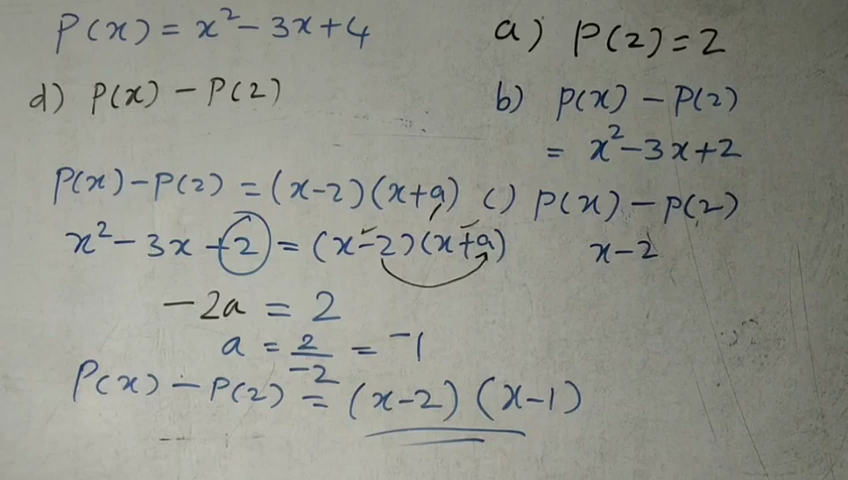 P(x) = x² - 3x + 4
a) P(2) = 2
d) P(x) - P(2)
b) P(x) - P(2)
= x² - 3x + 2
P(x) - P(2) = (x-2)(x+a)
c) P(x) - P(2)
x² - 3x + 2 = (x-2)(x+a)
x-2
-2a = 2
a = 2/-2 = -1
P(x) - P(2) = (x-2) (x-1)